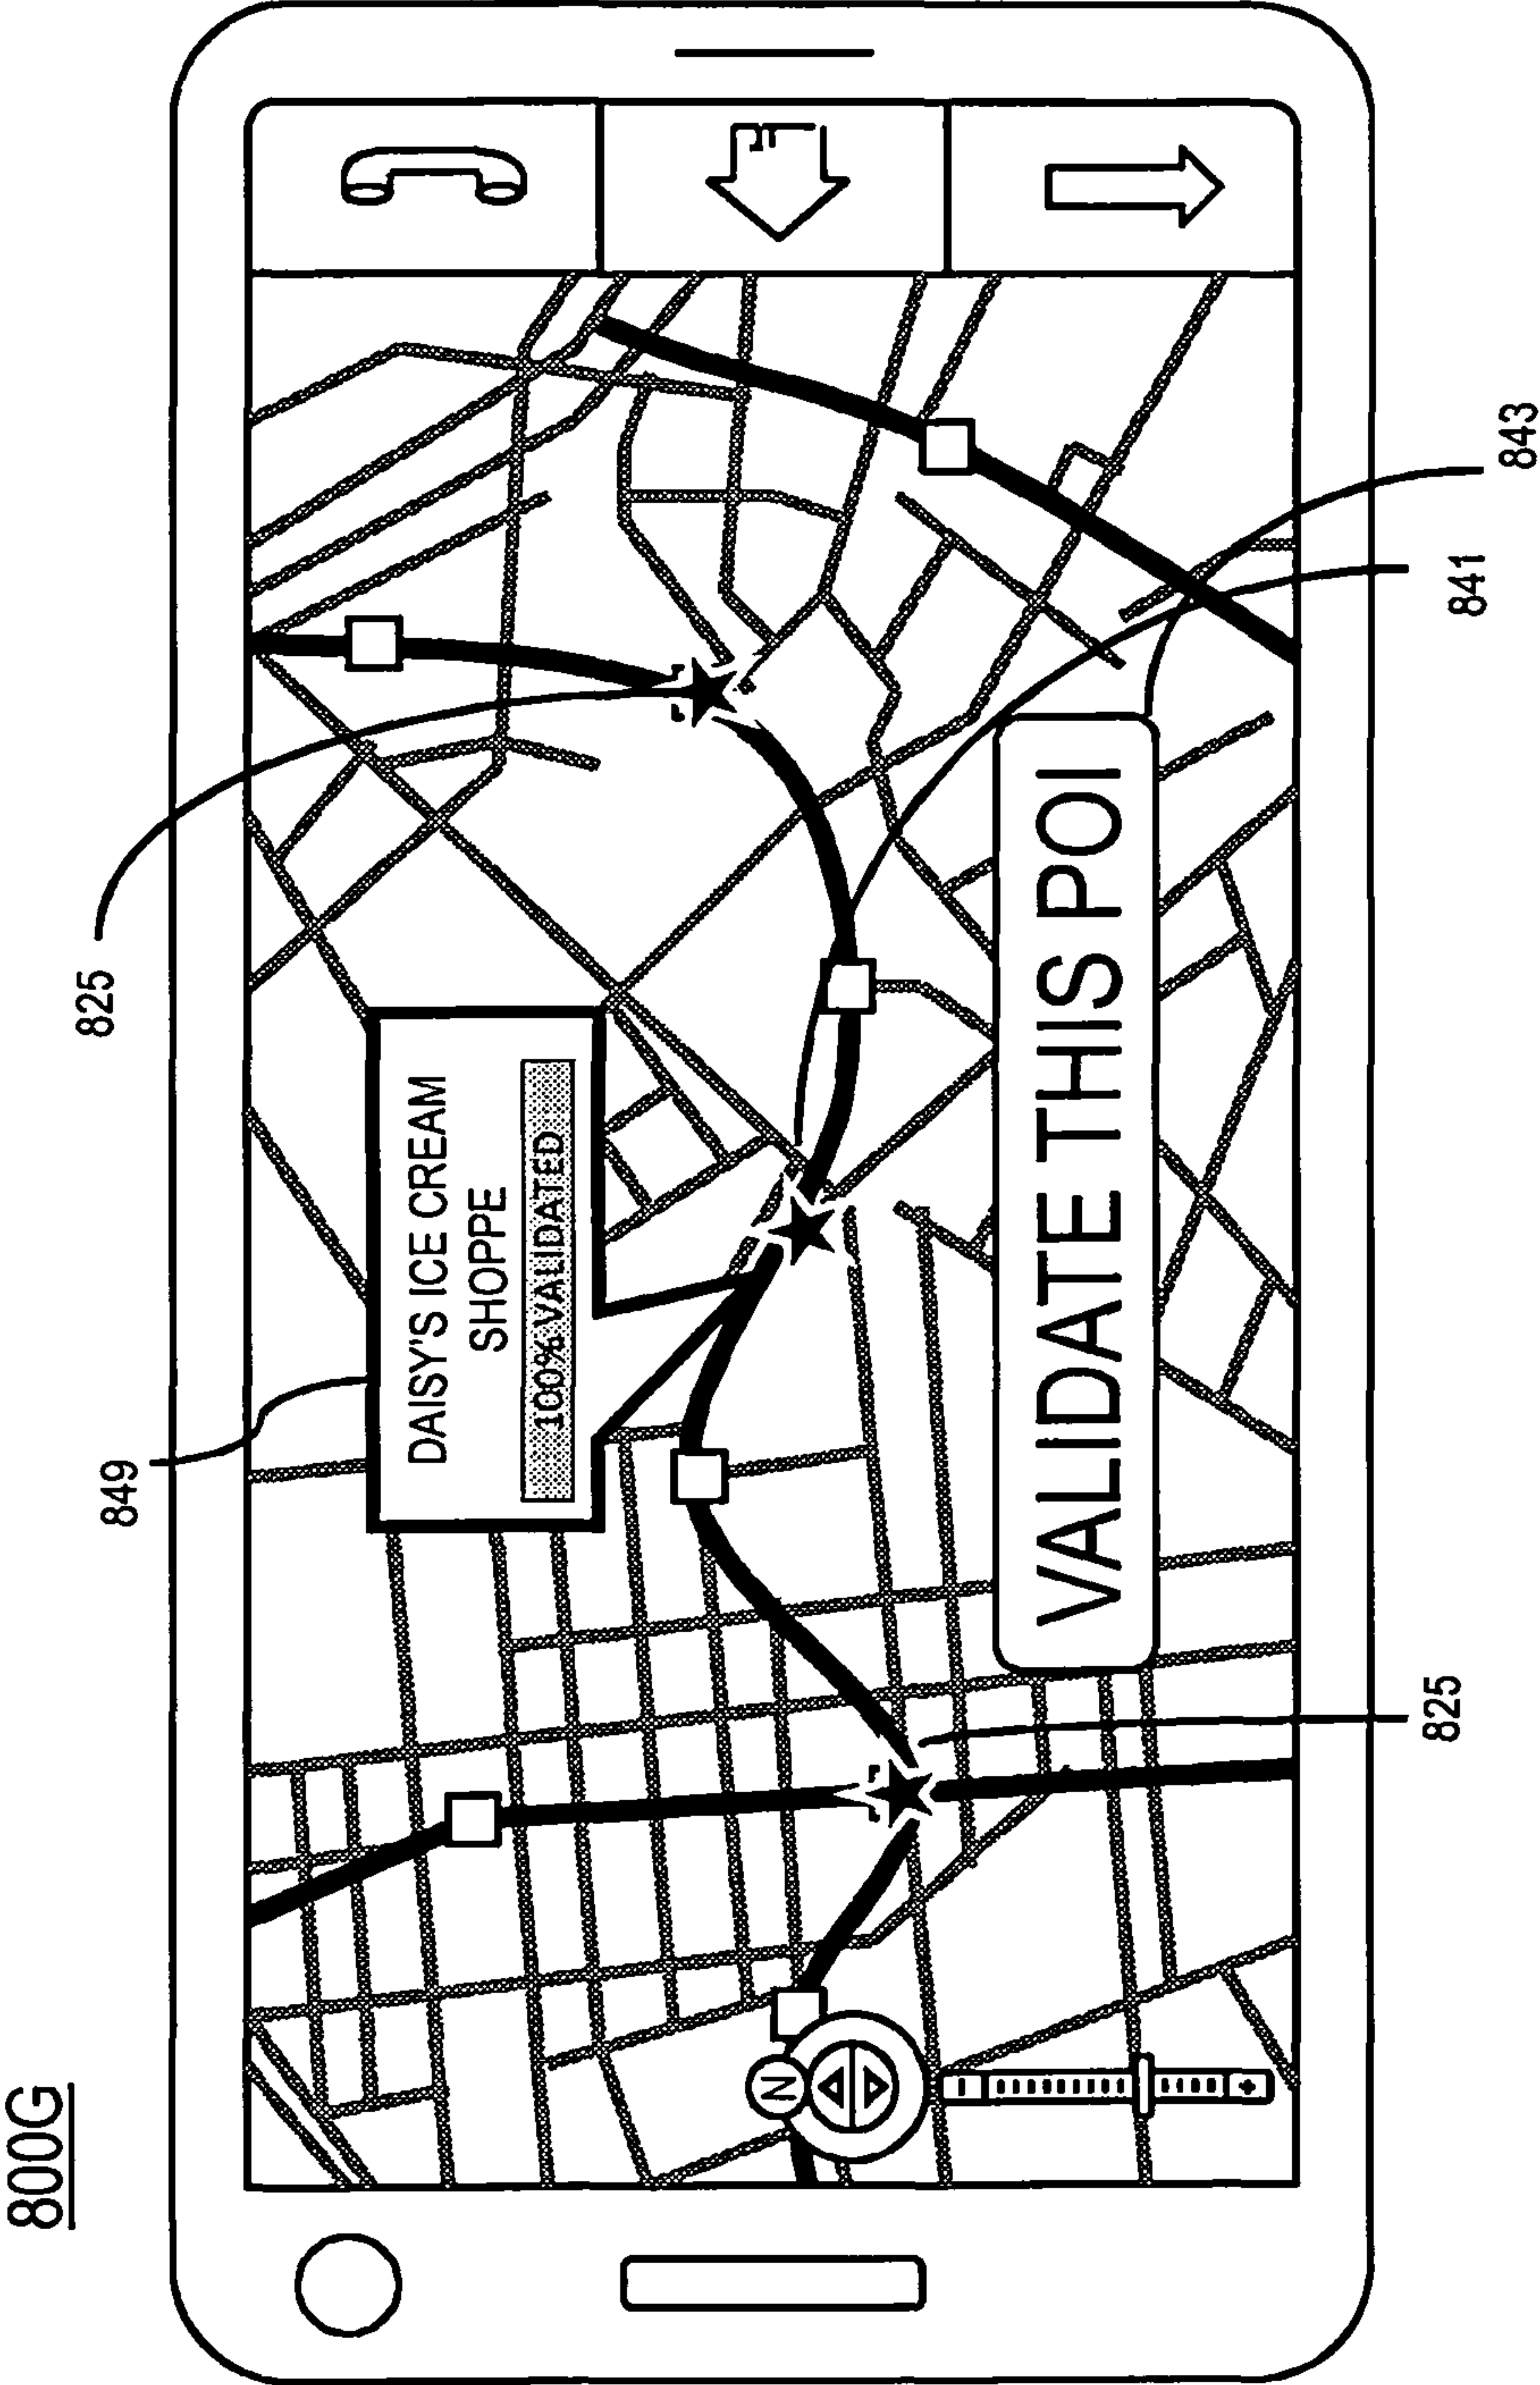 800G
849
825
DAISY'S ICE CREAM
SHOPPE
100% VALIDATED
N
VALIDATE THIS POI
825
841
843